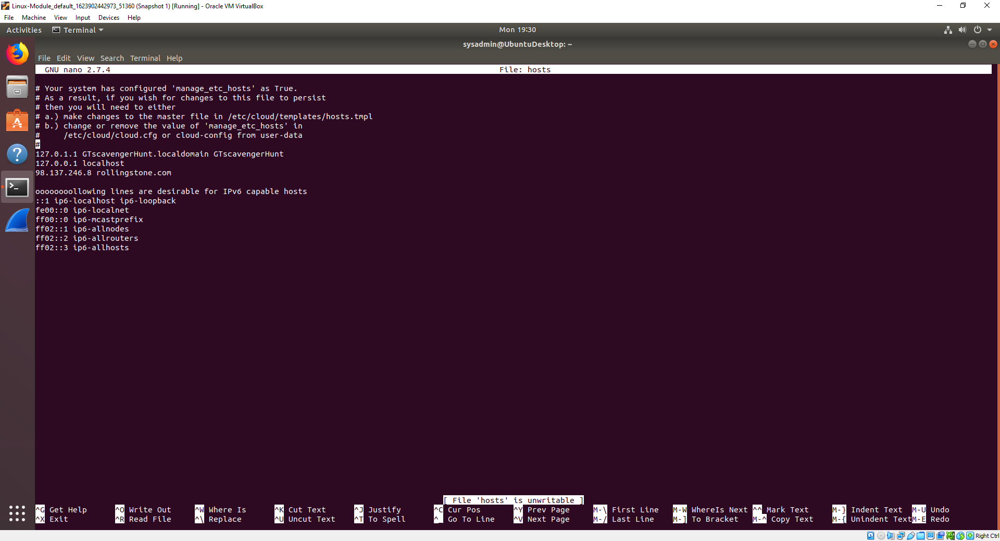 Linux-Module_default_1623902442973_51360 (Snapshot 1) [Running] - Oracle VM VirtualBox
File Machine View Input Devices Help
Activities Terminal Mon 19:30
sysadmin@UbuntuDesktop: ~
File Edit View Search Terminal Help
GNU nano 2.7.4 File: hosts
# Your system has configured 'manage_etc_hosts' as True.
# As a result, if you wish for changes to this file to persist
# then you will need to either
# a.) make changes to the master file in /etc/cloud/templates/hosts.tmpl
# b.) change or remove the value of 'manage_etc_hosts' in
#     /etc/cloud/cloud.cfg or cloud-config from user-data
#
127.0.1.1 GTscavengerHunt.localdomain GTscavengerHunt
127.0.0.1 localhost
98.137.246.8 rollingstone.com
oooooooollowing lines are desirable for IPv6 capable hosts
::1 ip6-localhost ip6-loopback
fe00::0 ip6-localnet
ff00::0 ip6-mcastprefix
ff02::1 ip6-allnodes
ff02::2 ip6-allrouters
ff02::3 ip6-allhosts
[ File 'hosts' is unwritable ]
^G Get Help ^O Write Out ^W Where Is ^K Cut Text ^J Justify ^C Cur Pos ^Y Prev Page M-\ First Line M-W WhereIs Next ^^ Mark Text M-} Indent Text M-U Undo
^X Exit ^R Read File ^\ Replace ^U Uncut Text ^T To Spell ^_ Go To Line ^V Next Page M-/ Last Line M-] To Bracket M-^ Copy Text M-{ Unindent Text M-E Redo
Right Ctrl